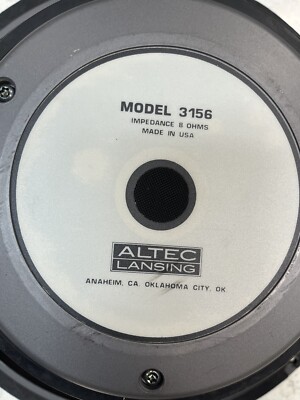 MODEL 3156
IMPEDANCE 8 OHMS
MADE IN USA
ALTEC
LANSING
ANAHEIM, CA. OKLAHOMA CITY, OK